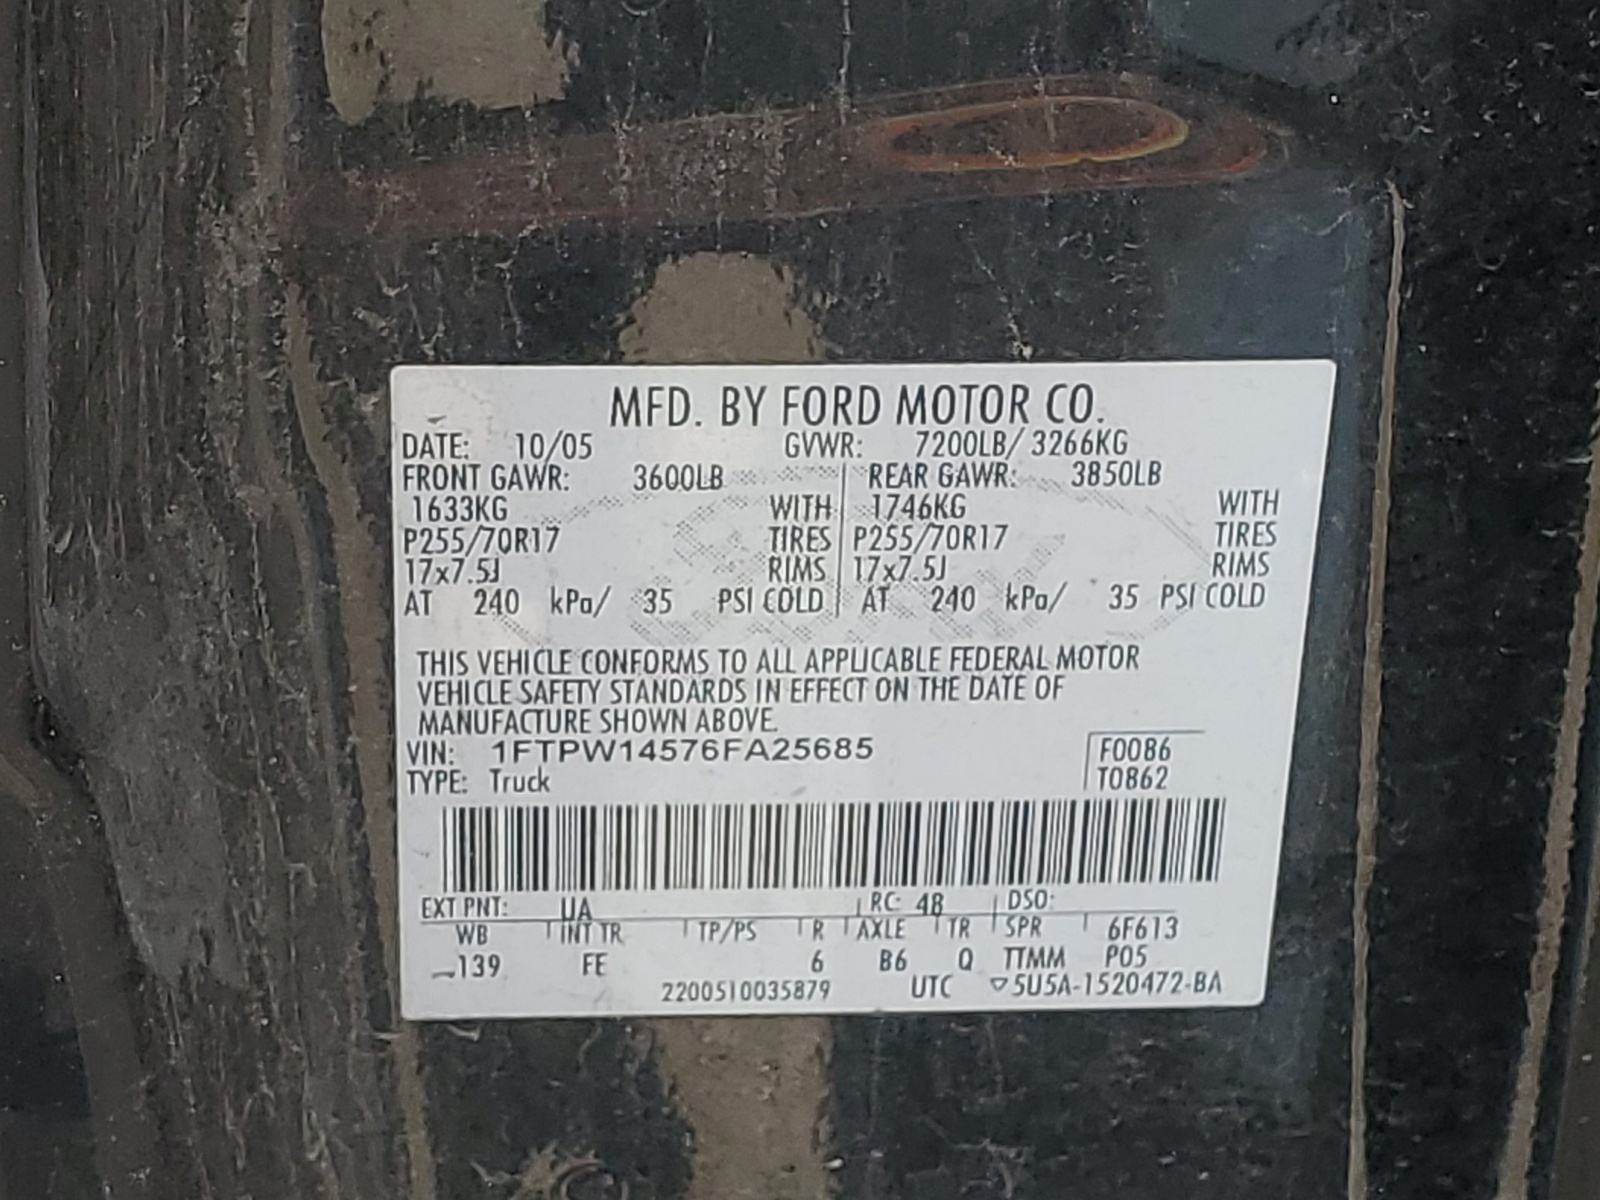 MFD. BY FORD MOTOR CO.
DATE: 10/05 GVWR: 7200LB/ 3266KG
FRONT GAWR: 3600LB REAR GAWR: 3850LB
1633KG WITH 1746KG WITH
P255/70R17 TIRES P255/70R17 TIRES
17x7.5J RIMS 17x7.5J RIMS
AT 240 kPa/ 35 PSI COLD AT 240 kPa/ 35 PSI COLD
THIS VEHICLE CONFORMS TO ALL APPLICABLE FEDERAL MOTOR
VEHICLE SAFETY STANDARDS IN EFFECT ON THE DATE OF
MANUFACTURE SHOWN ABOVE.
VIN: 1FTPW14576FA25685 F0086
TYPE: Truck T0862
EXT PNT: UA RC: 48 DSO:
WB INT TR TP/PS R AXLE TR SPR 6F613
139 FE 6 B6 Q TTMM P05
2200510035879 UTC ▽5U5A-1520472-BA